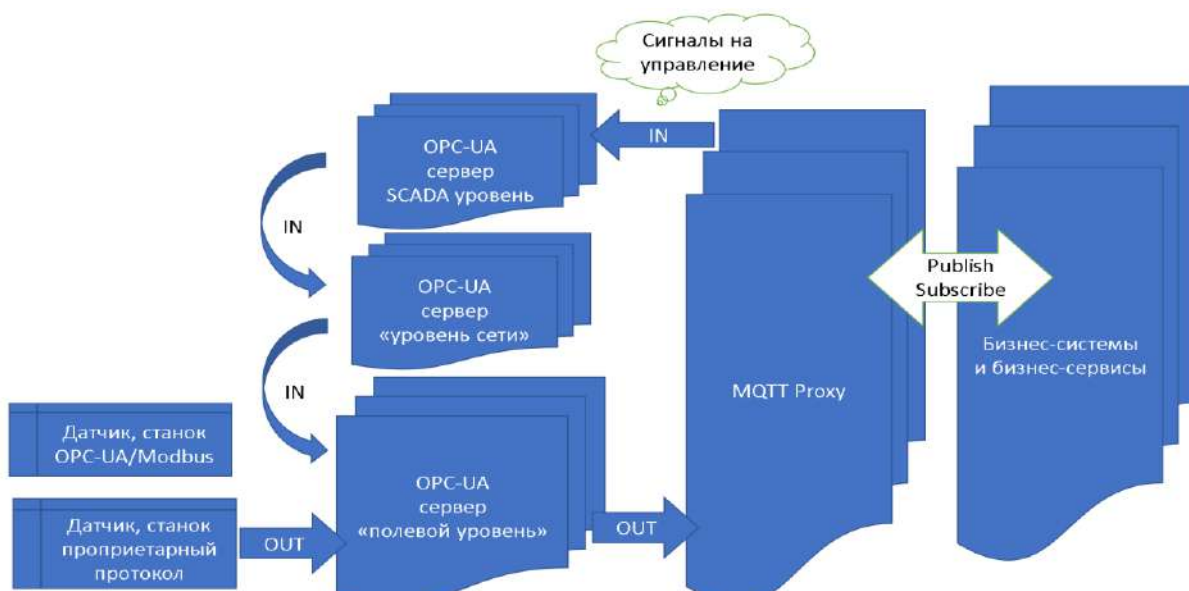 Сигналы на
управление
IN
OPC-UA
сервер
SCADA уровень
IN
OPC-UA
сервер
«уровень сети»
IN
Publish
Subscribe
Бизнес-системы
и бизнес-сервисы
MQTT Proxy
Датчик, станок
OPC-UA/Modbus
OPC-UA
сервер
«полевой уровень»
Датчик, станок
проприетарный
протокол
OUT
OUT